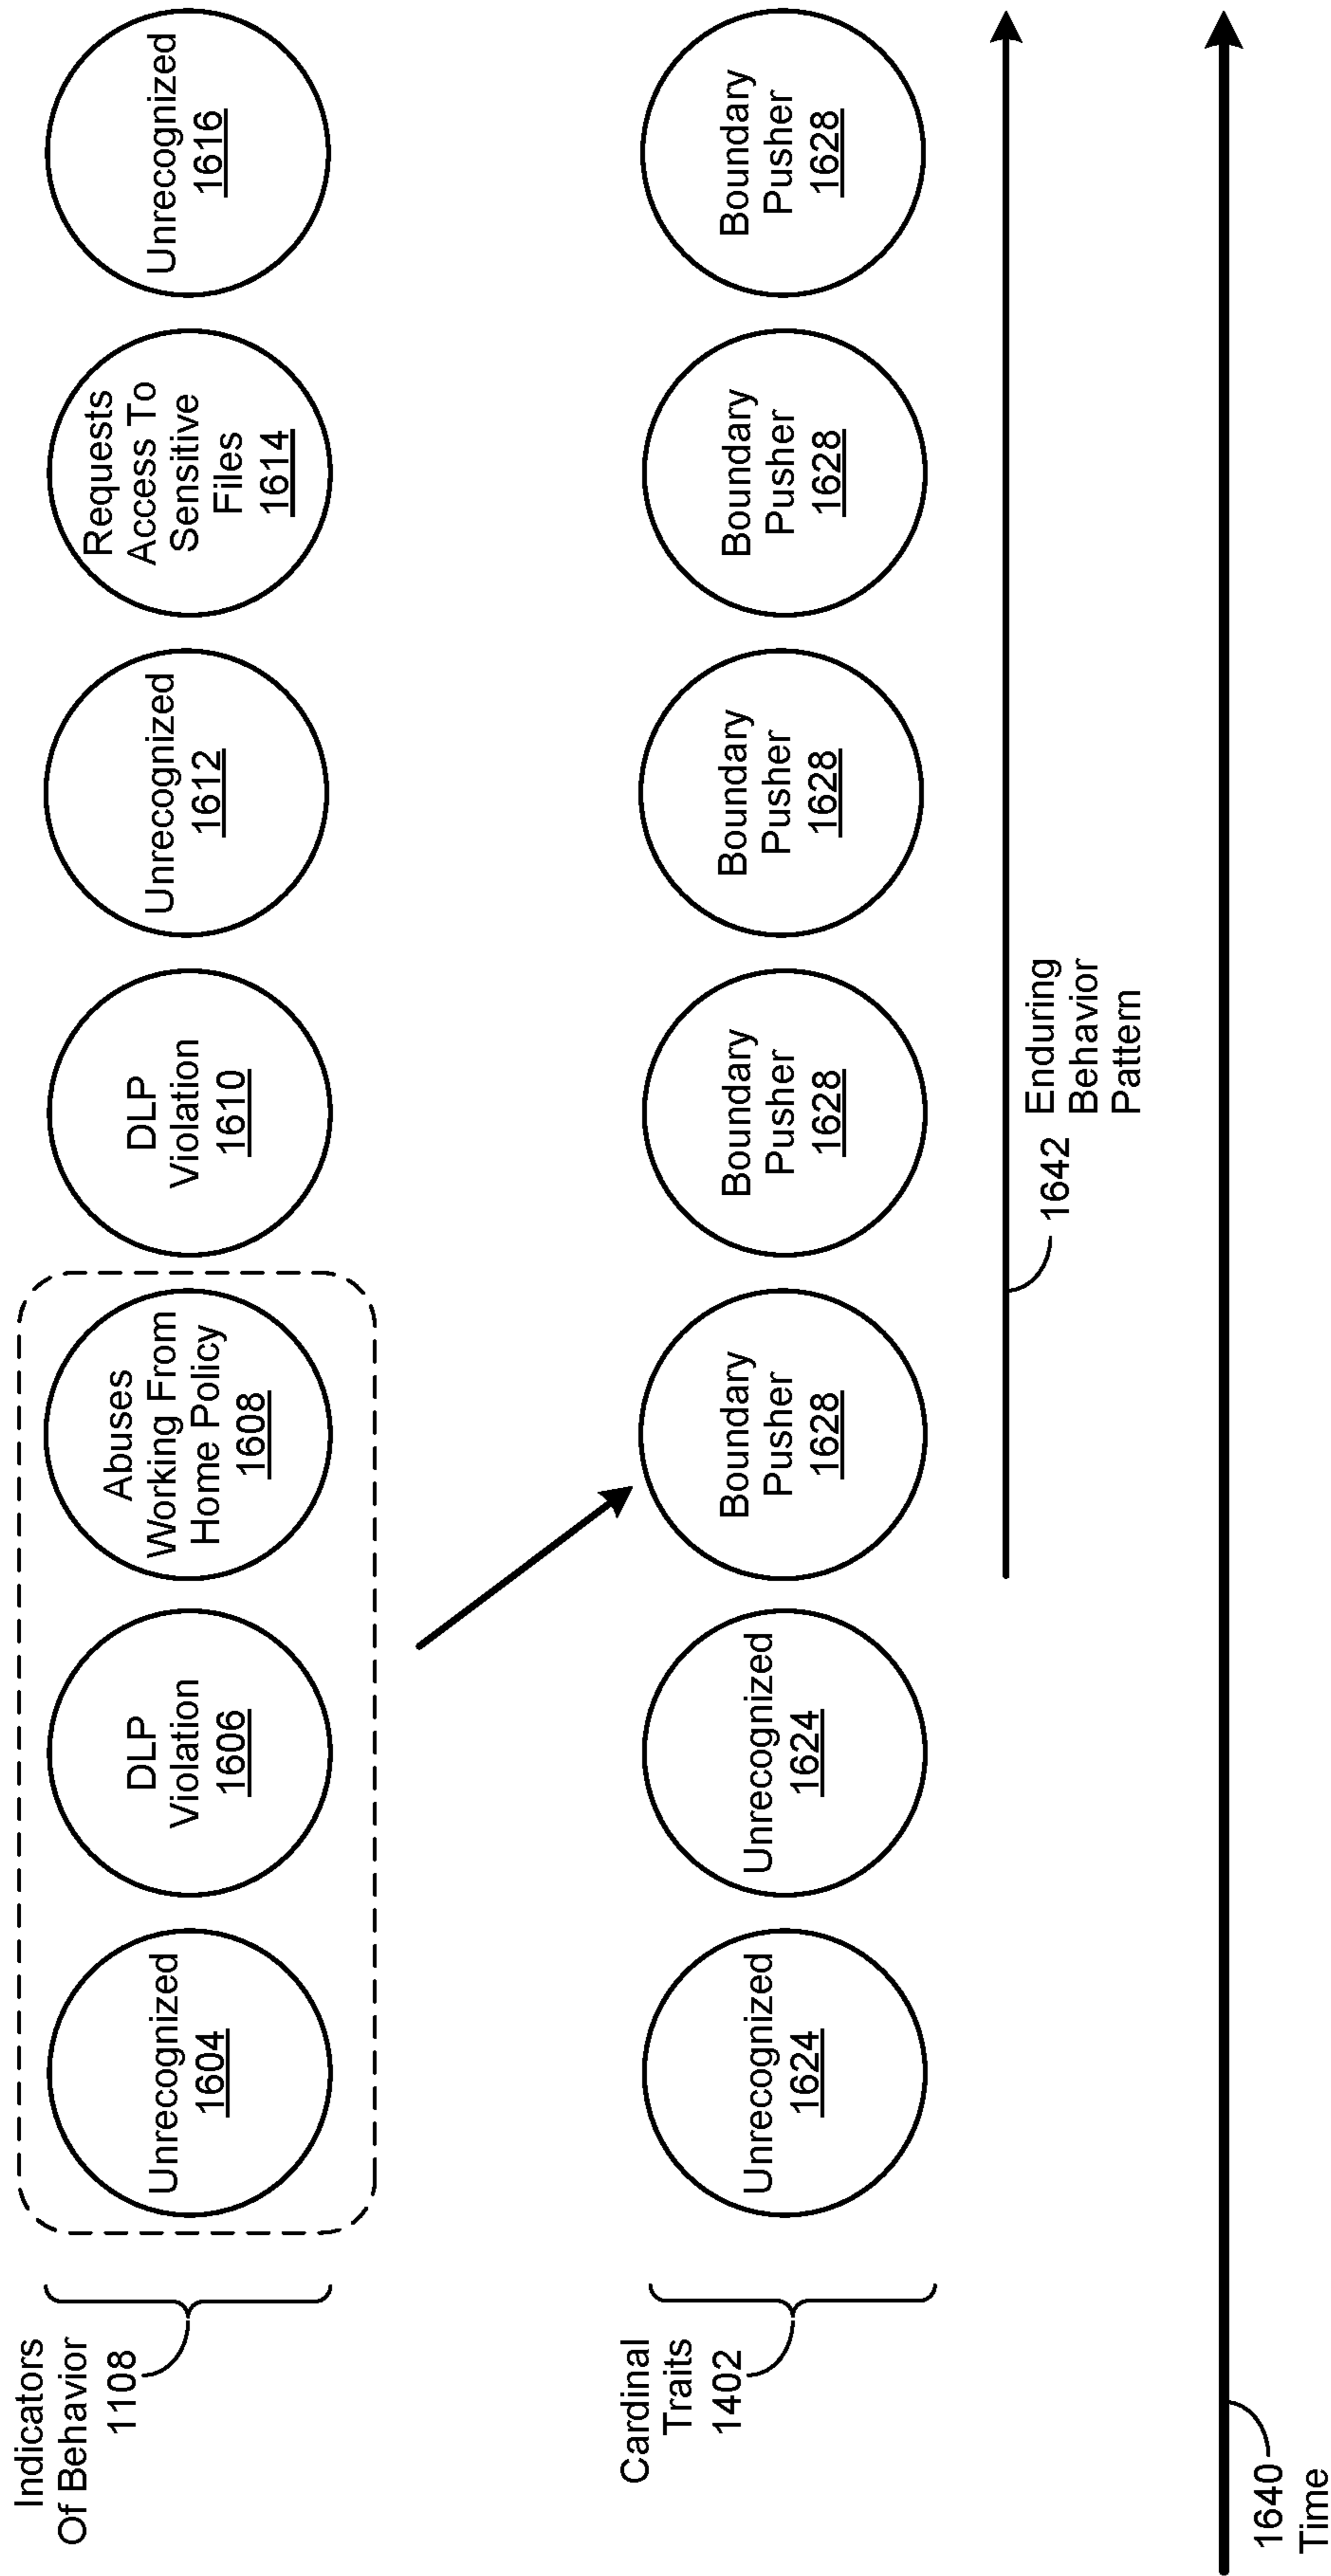 Indicators
Of Behavior
1108
Unrecognized
1604
DLP
Violation
1606
Abuses
Working From
Home Policy
1608
DLP
Violation
1610
Unrecognized
1612
Requests
Access To
Sensitive
Files
1614
Unrecognized
1616
Cardinal
Traits
1402
Unrecognized
1624
Unrecognized
1624
Boundary
Pusher
1628
Boundary
Pusher
1628
Boundary
Pusher
1628
Boundary
Pusher
1628
Boundary
Pusher
1628
1642 Enduring
Behavior
Pattern
1640
Time